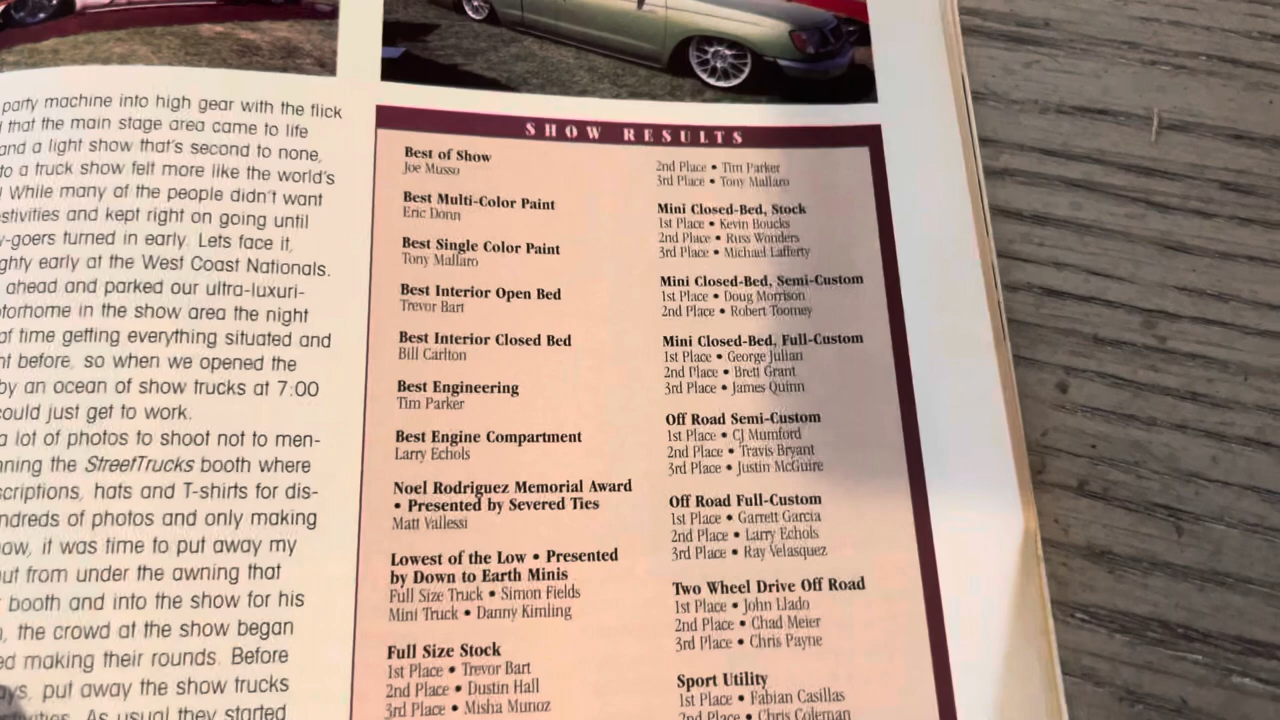 party machine into high gear with the flick
that the main stage area came to life
and a light show that's second to none,
to a truck show felt more like the world's
While many of the people didn't want
stivities and kept right on going until
y-goers turned in early. Lets face it,
ghty early at the West Coast Nationals.
ahead and parked our ultra-luxuri-
torhome in the show area the night
of time getting everything situated and
nt before, so when we opened the
by an ocean of show trucks at 7:00
could just get to work.
a lot of photos to shoot not to men-
nning the StreetTrucks booth where
scriptions, hats and T-shirts for dis-
ndreds of photos and only making
ow, it was time to put away my
out from under the awning that
booth and into the show for his
, the crowd at the show began
ed making their rounds. Before
ays, put away the show trucks
As usual they started
SHOW RESULTS
Best of Show
Joe Musso
Best Multi-Color Paint
Eric Donn
Best Single Color Paint
Tony Mallaro
Best Interior Open Bed
Trevor Bart
Best Interior Closed Bed
Bill Carlton
Best Engineering
Tim Parker
Best Engine Compartment
Larry Echols
Noel Rodriguez Memorial Award
• Presented by Severed Ties
Matt Vallessi
Lowest of the Low • Presented
by Down to Earth Minis
Full Size Truck • Simon Fields
Mini Truck • Danny Kimling
Full Size Stock
1st Place • Trevor Bart
2nd Place • Dustin Hall
3rd Place • Misha Munoz
2nd Place • Tim Parker
3rd Place • Tony Mallaro
Mini Closed-Bed, Stock
1st Place • Kevin Boucks
2nd Place • Russ Wonders
3rd Place • Michael Lafferty
Mini Closed-Bed, Semi-Custom
1st Place • Doug Morrison
2nd Place • Robert Toomey
Mini Closed-Bed, Full-Custom
1st Place • George Julian
2nd Place • Brett Grant
3rd Place • James Quinn
Off Road Semi-Custom
1st Place • CJ Mumford
2nd Place • Travis Bryant
3rd Place • Justin McGuire
Off Road Full-Custom
1st Place • Garrett Garcia
2nd Place • Larry Echols
3rd Place • Ray Velasquez
Two Wheel Drive Off Road
1st Place • John Llado
2nd Place • Chad Meier
3rd Place • Chris Payne
Sport Utility
1st Place • Fabian Casillas
2nd Place • Chris Coleman